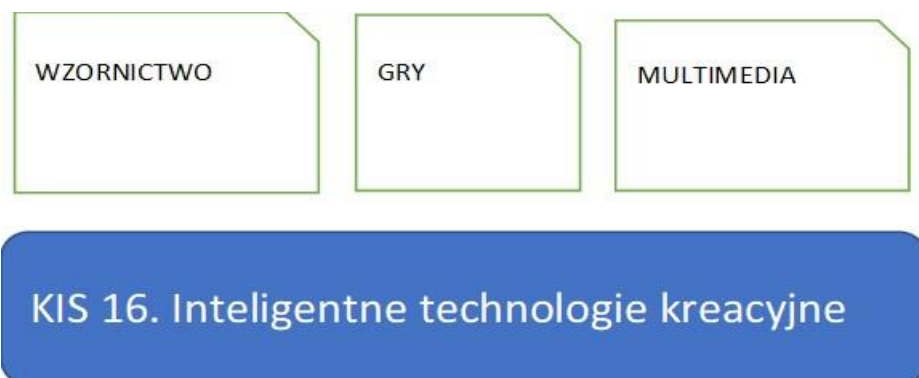 WZORNICTWO
GRY
MULTIMEDIA
KIS 16. Inteligentne technologie kreacyjne